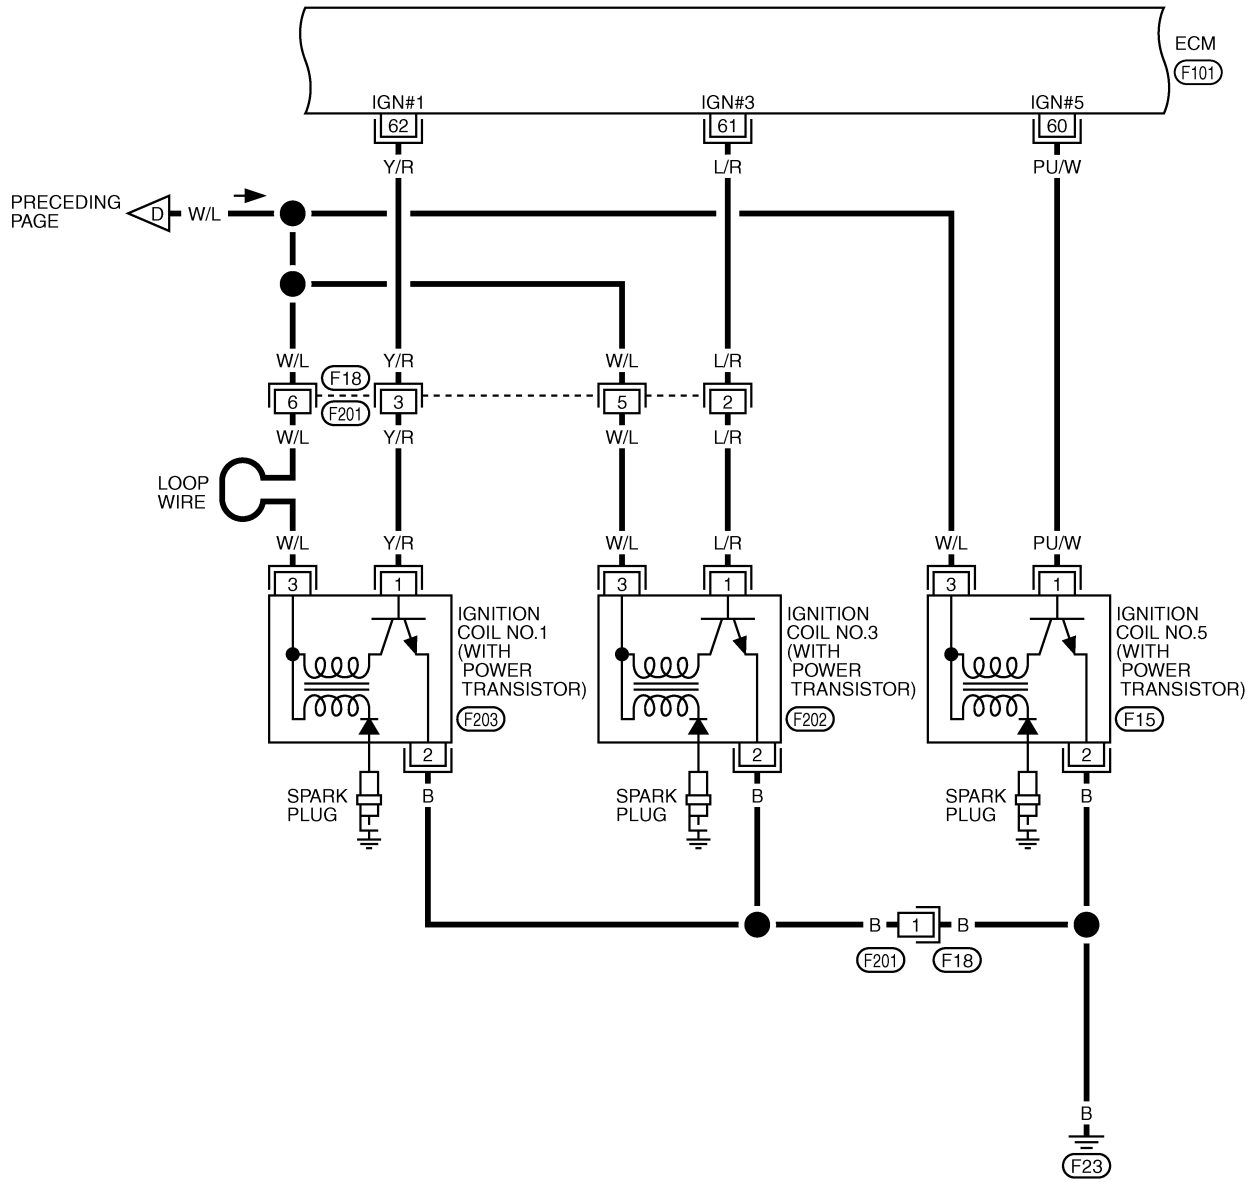 ECM
F101
IGN#1
IGN#3
IGN#5
62
61
60
Y/R
L/R
PU/W
PRECEDING
PAGE
D
W/L
W/L
Y/R
W/L
L/R
F18
6
3
5
2
F201
W/L
Y/R
W/L
L/R
LOOP
WIRE
W/L
Y/R
W/L
L/R
W/L
PU/W
3
1
3
1
3
1
IGNITION
COIL NO.1
(WITH
POWER
TRANSISTOR)
F203
IGNITION
COIL NO.3
(WITH
POWER
TRANSISTOR)
F202
IGNITION
COIL NO.5
(WITH
POWER
TRANSISTOR)
F15
2
2
2
SPARK
PLUG
B
SPARK
PLUG
B
SPARK
PLUG
B
B
1
B
F201
F18
B
F23